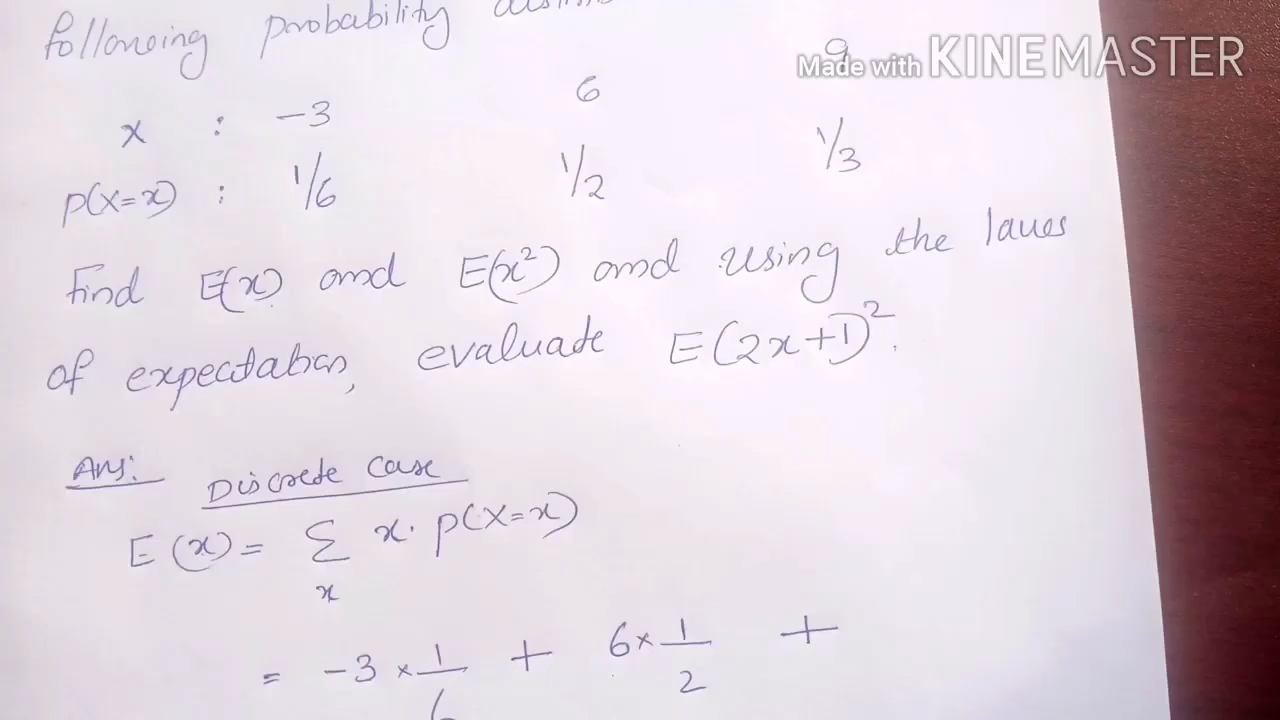 following probability
Made with KINEMASTER
x : -3 6 9
p(X=x) : 1/6 1/2 1/3
Find E(x) and E(x²) and using the laws
of expectation, evaluate E(2x+1)².
Ans: Discrete Case
E(x) = Σ x. p(X=x)
x
= -3 × 1/6 + 6 × 1/2 +